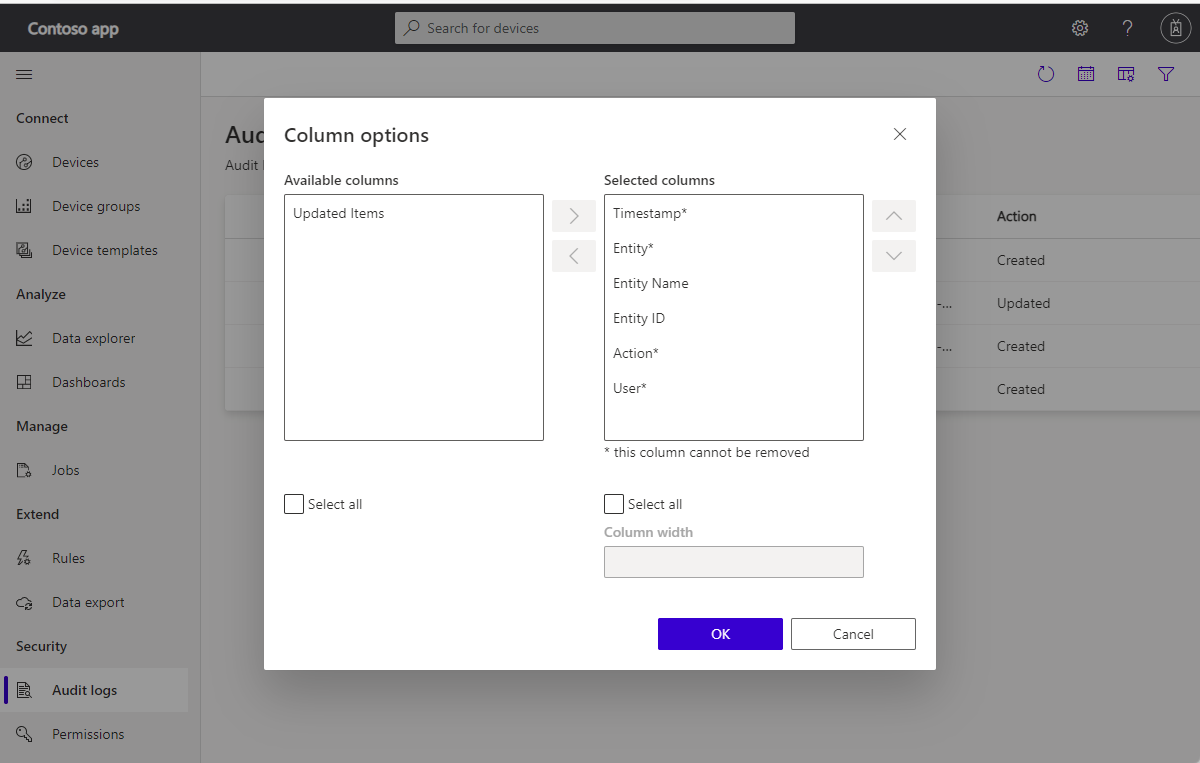 Contoso app
Search for devices
?
Connect
Devices
Device groups
Device templates
Analyze
Data explorer
Dashboards
Manage
Jobs
Extend
Rules
Data export
Security
Audit logs
Permissions
Aud
Audit
Action
Created
-... Updated
-... Created
Created
Column options
Available columns
Updated Items
Select all
Selected columns
Timestamp*
Entity*
Entity Name
Entity ID
Action*
User*
* this column cannot be removed
Select all
Column width
OK
Cancel